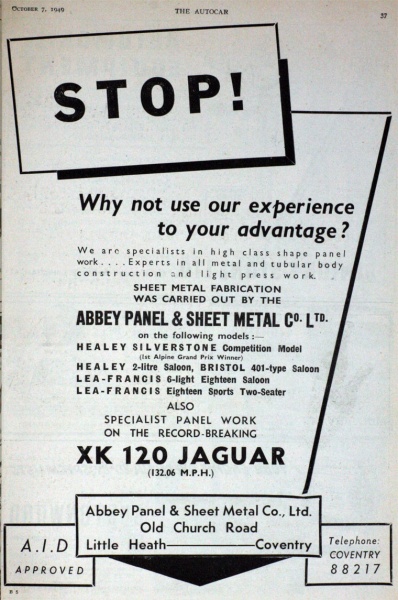 OCTOBER 7, 1949
THE AUTOCAR
37
STOP!
Why not use our experience
to your advantage?
We are specialists in high class shape panel
work....Experts in all metal and tubular body
construction and light press work.
SHEET METAL FABRICATION
WAS CARRIED OUT BY THE
ABBEY PANEL & SHEET METAL CO. LTD.
on the following models:—
HEALEY SILVERSTONE Competition Model
(1st Alpine Grand Prix Winner)
HEALEY 2-litre Saloon, BRISTOL 401-type Saloon
LEA-FRANCIS 6-light Eighteen Saloon
LEA-FRANCIS Eighteen Sports Two-Seater
ALSO
SPECIALIST PANEL WORK
ON THE RECORD-BREAKING
XK 120 JAGUAR
(132.06 M.P.H.)
Abbey Panel & Sheet Metal Co., Ltd.
Old Church Road
Little Heath————Coventry
A.I.D
APPROVED
Telephone:
COVENTRY
88217
B 5